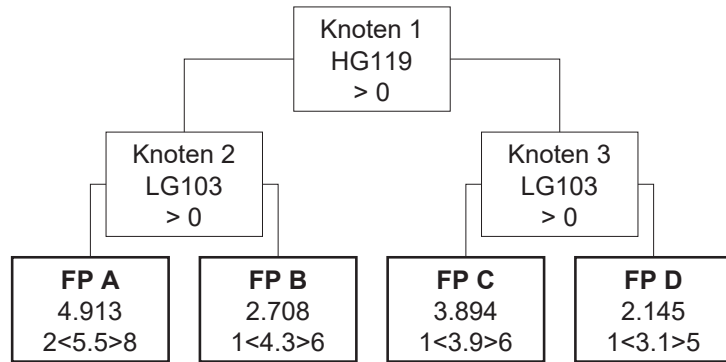 Knoten 1
HG119
> 0
Knoten 2
LG103
> 0
Knoten 3
LG103
> 0
FP A
4.913
2<5.5>8
FP B
2.708
1<4.3>6
FP C
3.894
1<3.9>6
FP D
2.145
1<3.1>5